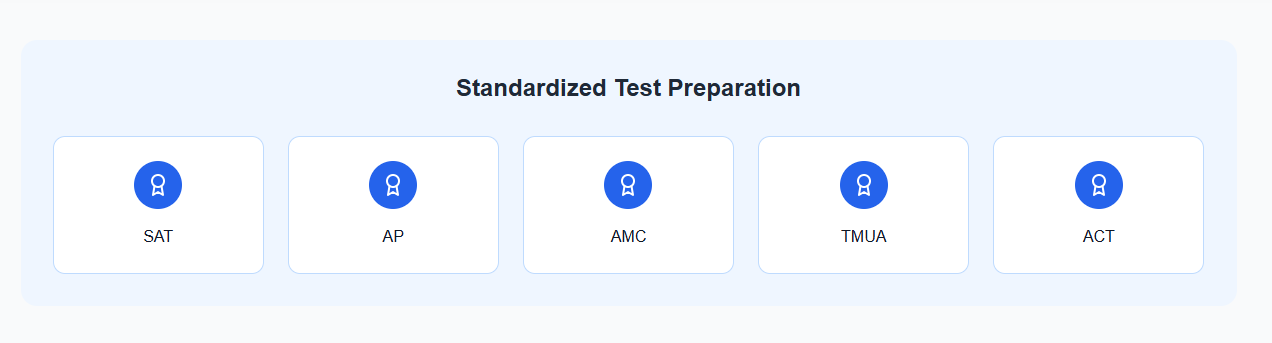 Standardized Test Preparation
SAT
AP
AMC
TMUA
ACT